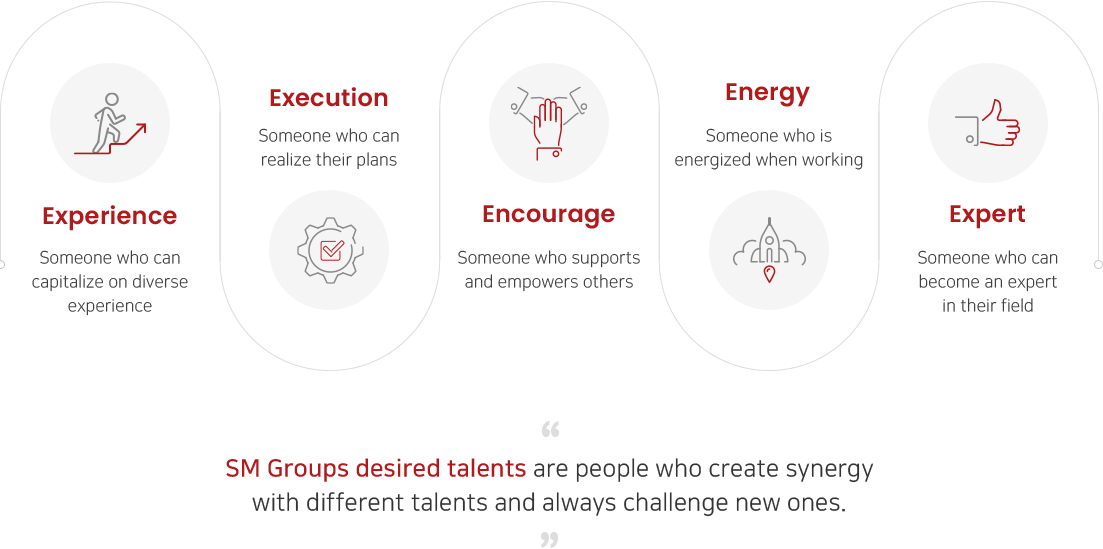 Experience
Someone who can
capitalize on diverse
experience
Execution
Someone who can
realize their plans
Encourage
Someone who supports
and empowers others
Energy
Someone who is
energized when working
Expert
Someone who can
become an expert
in their field
“
SM Groups desired talents are people who create synergy
with different talents and always challenge new ones.
”